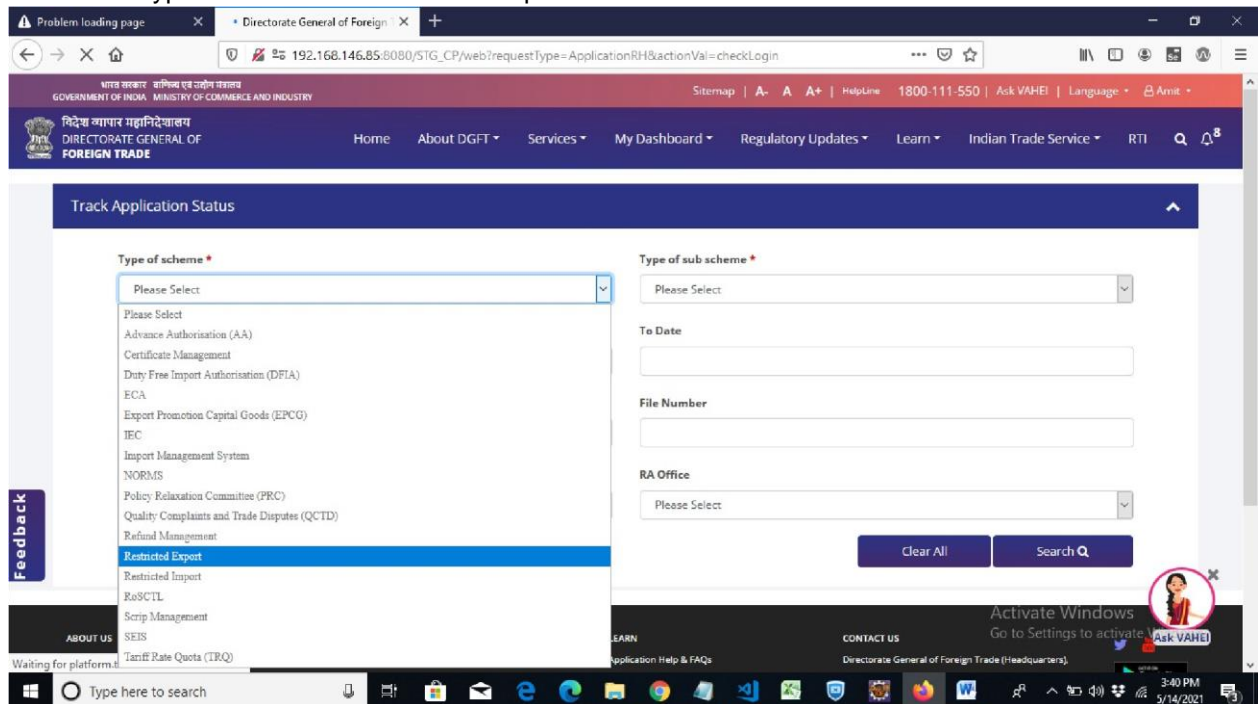 Problem loading page
Directorate General of Foreign T
192.168.146.85:8080/STG_CP/web?requestType=ApplicationRH&actionVal=checkLogin
भारत सरकार वाणिज्य एवं उद्योग मंत्रालय
GOVERNMENT OF INDIA MINISTRY OF COMMERCE AND INDUSTRY
Sitemap | A- A A+ | HelpLine 1800-111-550 | Ask VAHEI | Language Amit
विदेश व्यापार महानिदेशालय
DIRECTORATE GENERAL OF
FOREIGN TRADE
Home About DGFT Services My Dashboard Regulatory Updates Learn Indian Trade Service RTI 8
Track Application Status
Type of scheme *
Type of sub scheme *
Please Select
Please Select
Please Select
Advance Authorisation (AA)
Certificate Management
Duty Free Import Authorisation (DFIA)
ECA
Export Promotion Capital Goods (EPCG)
IEC
Import Management System
NORMS
Policy Relaxation Committee (PRC)
Quality Complaints and Trade Disputes (QCTD)
Refund Management
Restricted Export
Restricted Import
RoSCTL
Scrip Management
SEIS
Tariff Rate Quota (TRQ)
To Date
File Number
RA Office
Please Select
Clear All Search
Feedback
Activate Windows
Go to Settings to activate
Ask VAHEI
ABOUT US
LEARN
CONTACT US
Application Help & FAQs
Directorate General of Foreign Trade (Headquarters),
Waiting for platform.t
Type here to search
3:40 PM
5/14/2021